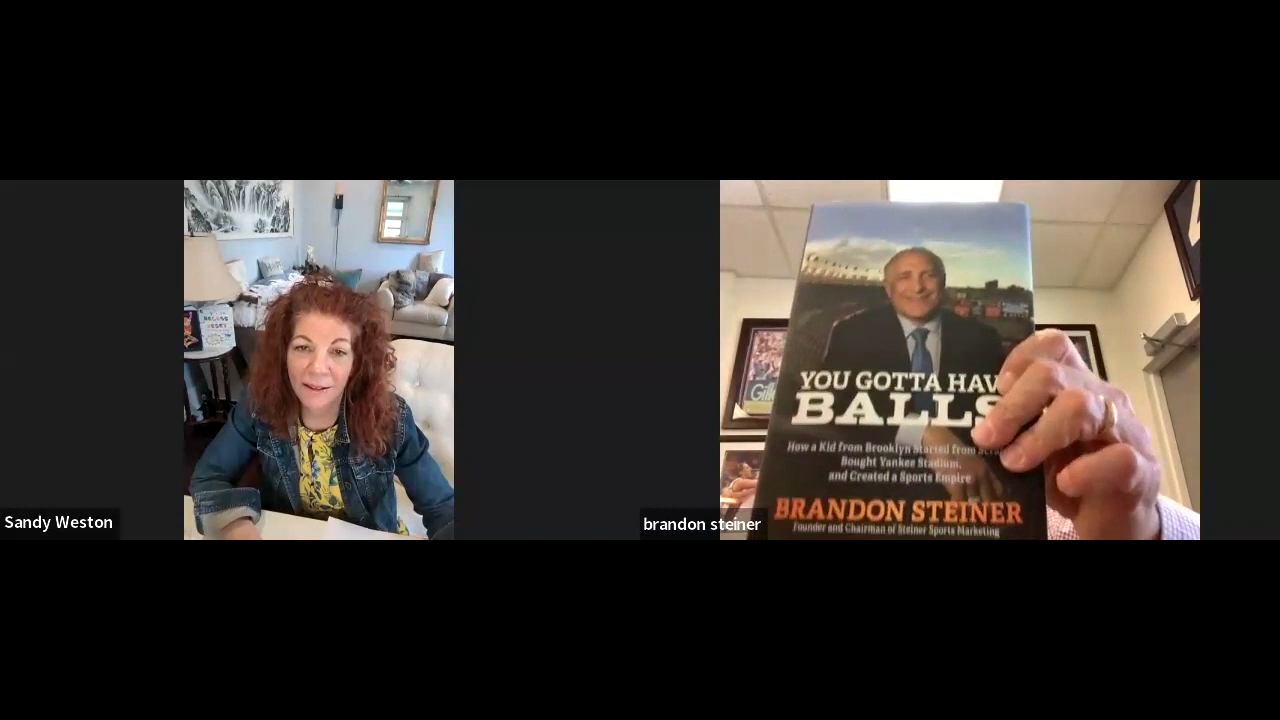 Sandy Weston
brandon steiner
YOU GOTTA HAV
BALLS
How a Kid from Brooklyn Started from
Bought Yankee Stadium,
and Created a Sports Empire
BRANDON STEINER
Founder and Chairman of Steiner Sports Marketing